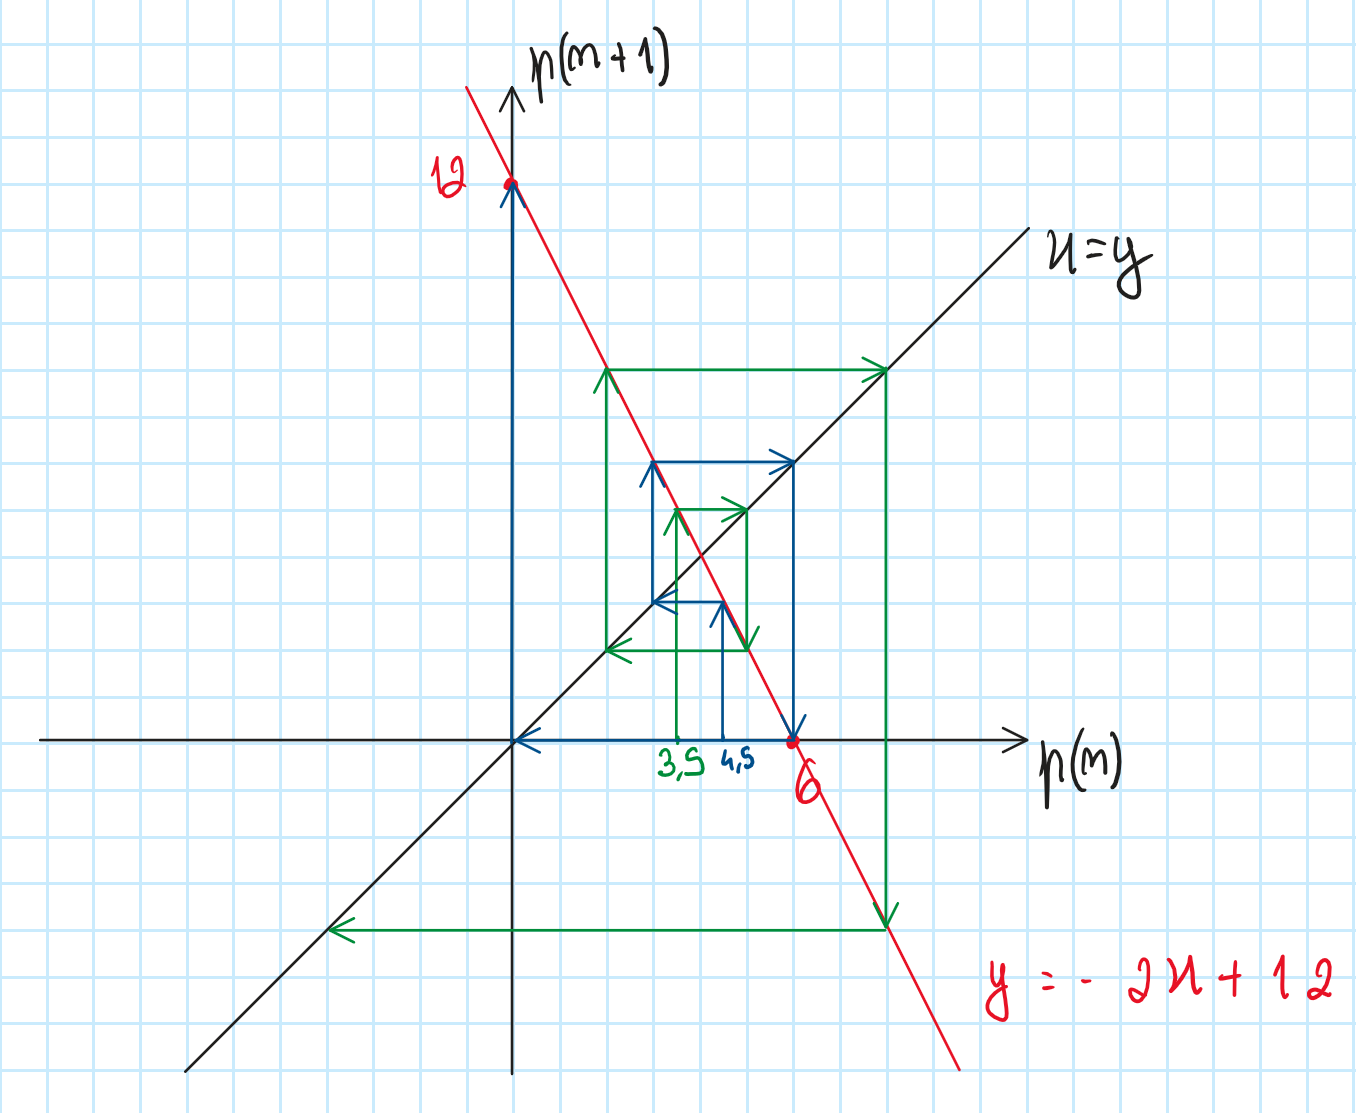 p(n+1)
12
x=y
3,5
4,5
6
p(n)
y=-2x+12